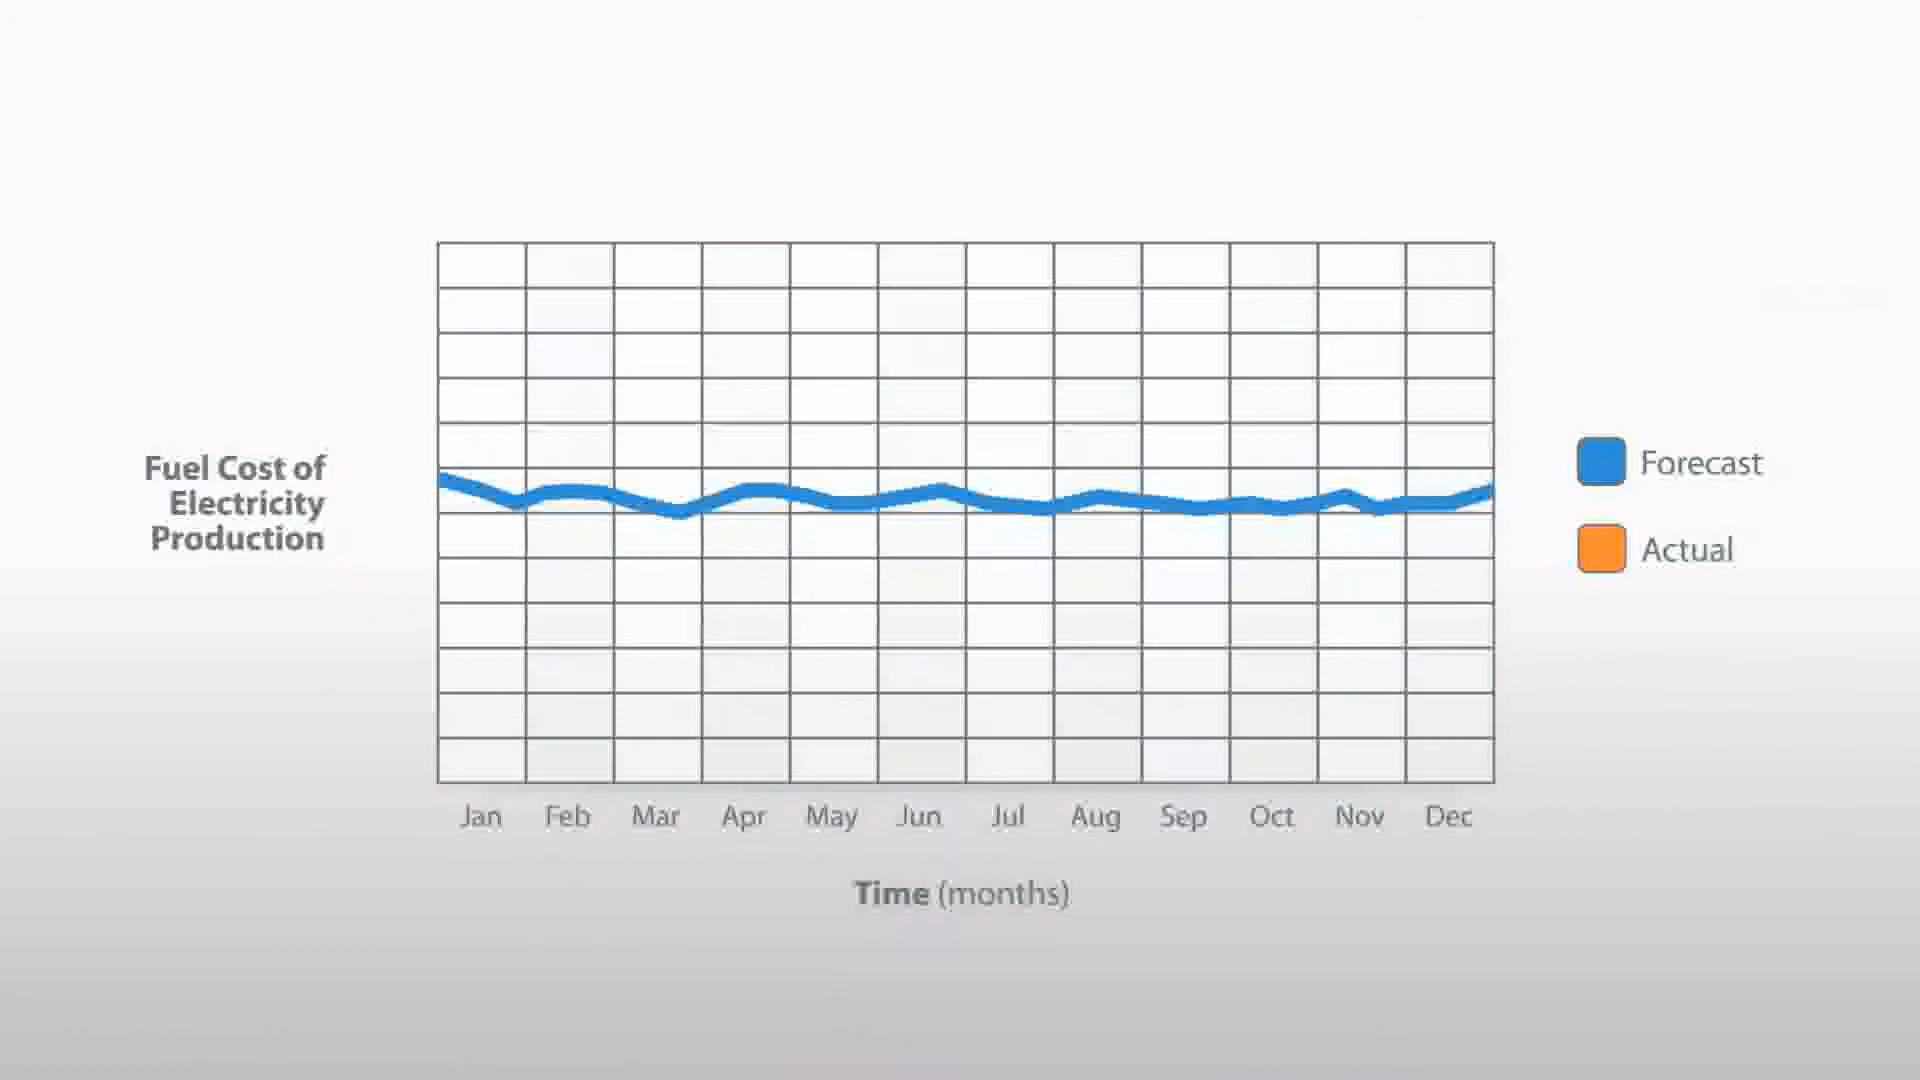 Fuel Cost of
Electricity
Production
Forecast
Actual
Jan Feb Mar Apr May Jun Jul Aug Sep Oct Nov Dec
Time (months)